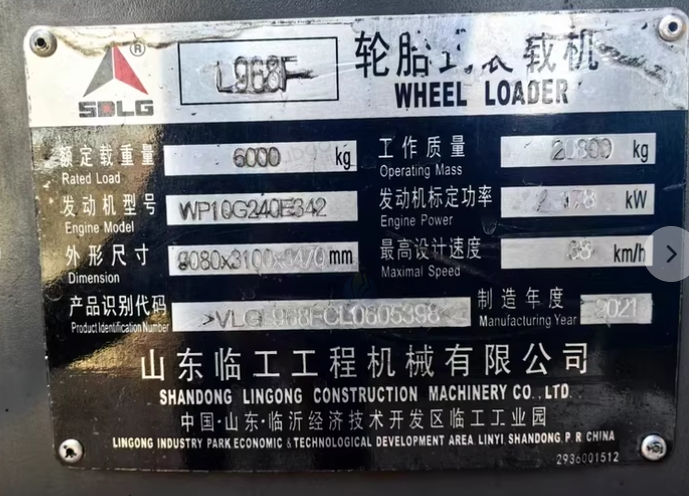 SDLG ®
L968F
轮胎式装载机
WHEEL LOADER
额定载重量 6000 kg
Rated Load
工作质量 kg
Operating Mass
发动机型号 WP10G240E342
Engine Model
发动机标定功率 kW
Engine Power
外形尺寸 mm
Dimension
最高设计速度 km/h
Maximal Speed
产品识别代码
Product Identification Number
制造年度 2021
Manufacturing Year
山东临工工程机械有限公司
SHANDONG LINGONG CONSTRUCTION MACHINERY CO.,LTD.
中国·山东·临沂经济技术开发区临工工业园
LINGONG INDUSTRY PARK ECONOMIC & TECHNOLOGICAL DEVELOPMENT AREA LINYI, SHANDONG, P.R. CHINA
2936001512